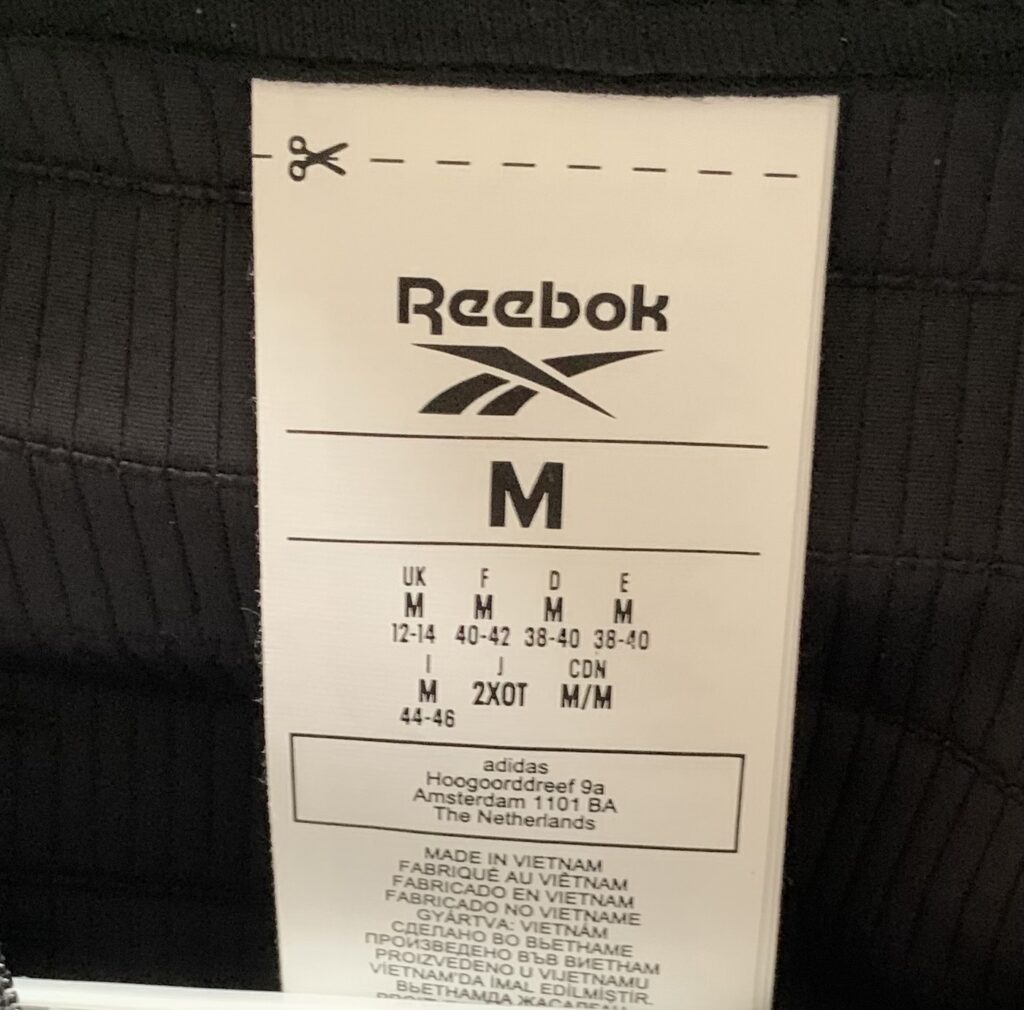 Reebok
M
UK F D E
M M M M
12-14 40-42 38-40 38-40
I J CDN
M 2XOT M/M
44-46
adidas
Hoogoorddreef 9a
Amsterdam 1101 BA
The Netherlands
MADE IN VIETNAM
FABRIQUÉ AU VIÊTNAM
FABRICADO EN VIETNAM
FABRICADO NO VIETNAME
GYÁRTVA: VIETNÁM
СДЕЛАНО ВО ВЬЕТНАМЕ
ПРОИЗВЕДЕНО ВЪВ ВИЕТНАМ
PROIZVEDENO U VIJETNAMU
VİETNAM'DA İMAL EDİLMİŞTİR.
ВЬЕТНАМДА ЖАСАЛҒАН